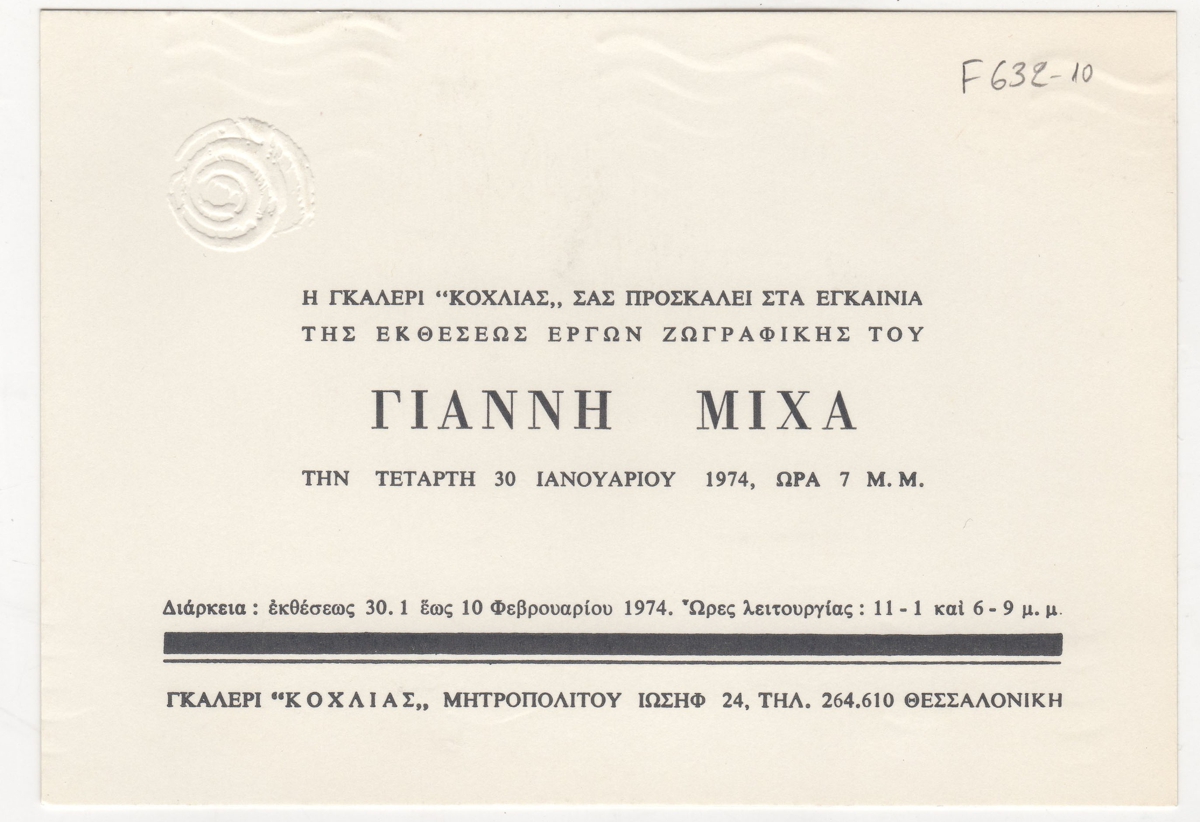 F632-10
Η ΓΚΑΛΕΡΙ “ΚΟΧΛΙΑΣ„ ΣΑΣ ΠΡΟΣΚΑΛΕΙ ΣΤΑ ΕΓΚΑΙΝΙΑ
ΤΗΣ ΕΚΘΕΣΕΩΣ ΕΡΓΩΝ ΖΩΓΡΑΦΙΚΗΣ ΤΟΥ
ΓΙΑΝΝΗ ΜΙΧΑ
ΤΗΝ ΤΕΤΑΡΤΗ 30 ΙΑΝΟΥΑΡΙΟΥ 1974, ΩΡΑ 7 Μ.Μ.
Διάρκεια : ἐκθέσεως 30.1 ἕως 10 Φεβρουαρίου 1974. Ὧρες λειτουργίας : 11 - 1 καὶ 6 - 9 μ. μ.
ΓΚΑΛΕΡΙ “ΚΟΧΛΙΑΣ„ ΜΗΤΡΟΠΟΛΙΤΟΥ ΙΩΣΗΦ 24, ΤΗΛ. 264.610 ΘΕΣΣΑΛΟΝΙΚΗ